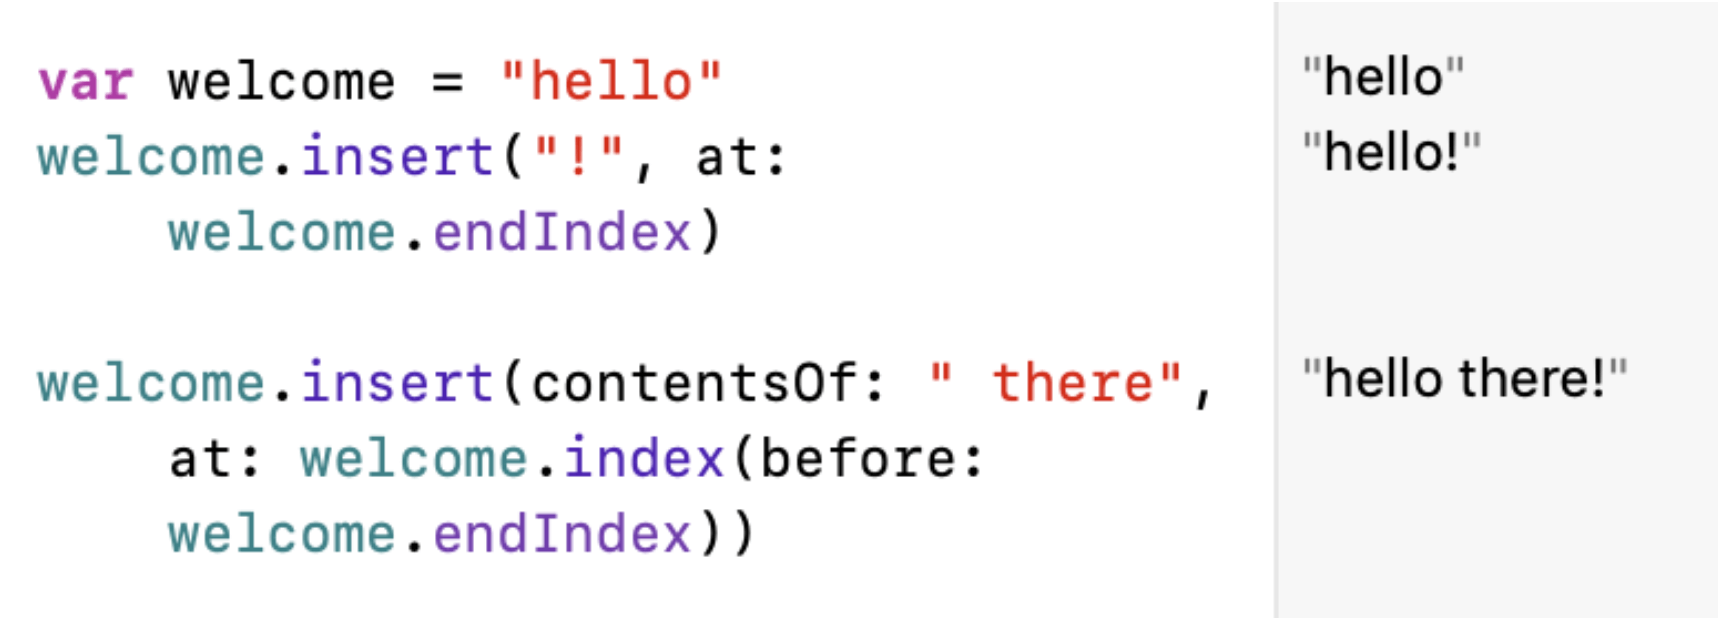 var welcome = "hello"
welcome.insert("!", at:
    welcome.endIndex)

welcome.insert(contentsOf: " there",
    at: welcome.index(before:
    welcome.endIndex))
"hello"
"hello!"
"hello there!"